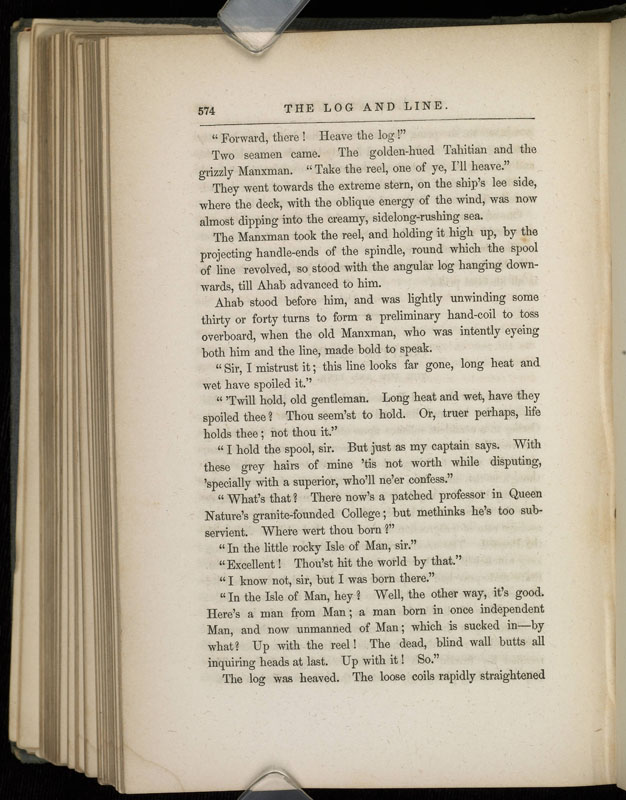 574 THE LOG AND LINE.
“Forward, there! Heave the log!”
Two seamen came. The golden-hued Tahitian and the
grizzly Manxman. “Take the reel, one of ye, I’ll heave.”
They went towards the extreme stern, on the ship’s lee side,
where the deck, with the oblique energy of the wind, was now
almost dipping into the creamy, sidelong-rushing sea.
The Manxman took the reel, and holding it high up, by the
projecting handle-ends of the spindle, round which the spool
of line revolved, so stood with the angular log hanging down-
wards, till Ahab advanced to him.
Ahab stood before him, and was lightly unwinding some
thirty or forty turns to form a preliminary hand-coil to toss
overboard, when the old Manxman, who was intently eyeing
both him and the line, made bold to speak.
“Sir, I mistrust it; this line looks far gone, long heat and
wet have spoiled it.”
“’Twill hold, old gentleman. Long heat and wet, have they
spoiled thee? Thou seem’st to hold. Or, truer perhaps, life
holds thee; not thou it.”
“I hold the spool, sir. But just as my captain says. With
these grey hairs of mine ’tis not worth while disputing,
’specially with a superior, who’ll ne’er confess.”
“What’s that? There now’s a patched professor in Queen
Nature’s granite-founded College; but methinks he’s too sub-
servient. Where wert thou born?”
“In the little rocky Isle of Man, sir.”
“Excellent! Thou’st hit the world by that.”
“I know not, sir, but I was born there.”
“In the Isle of Man, hey? Well, the other way, it’s good.
Here’s a man from Man; a man born in once independent
Man, and now unmanned of Man; which is sucked in—by
what? Up with the reel! The dead, blind wall butts all
inquiring heads at last. Up with it! So.”
The log was heaved. The loose coils rapidly straightened